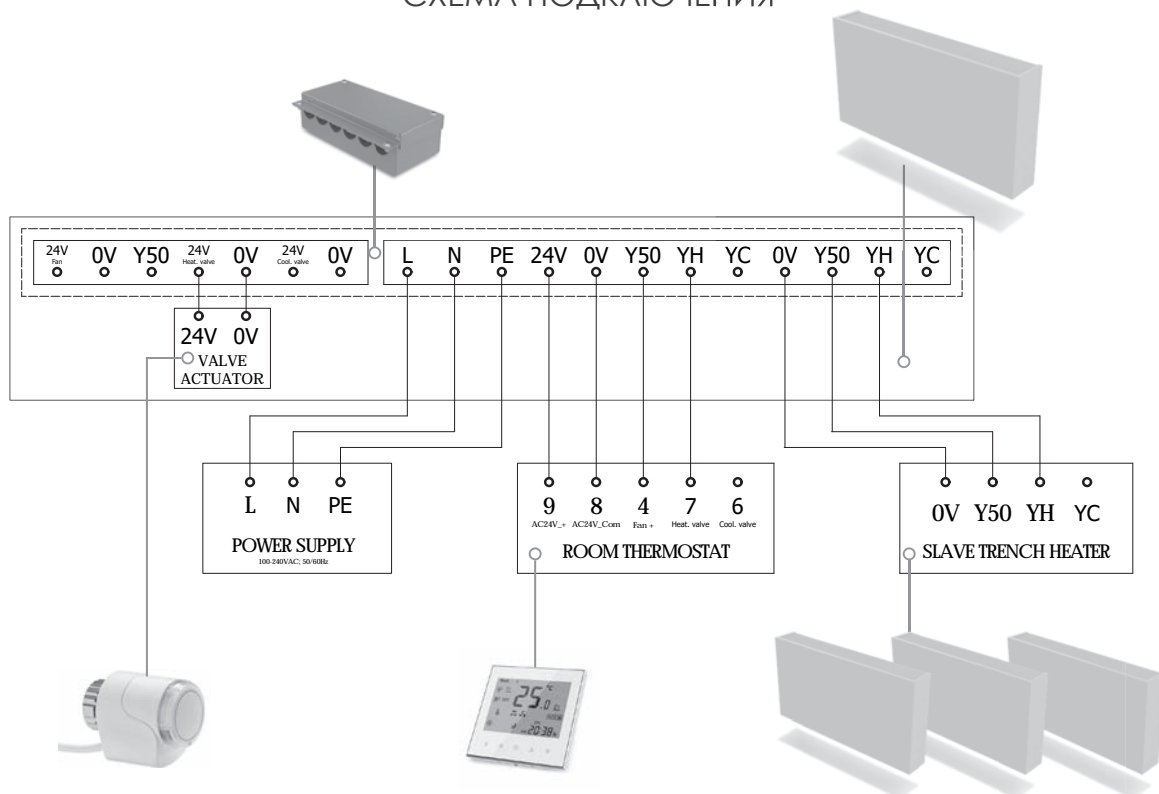 СХЕМА ПОДКЛЮЧЕНИЯ
24V 0V Y50 24V 0V 24V 0V L N PE 24V 0V Y50 YH YC 0V Y50 YH YC
Fan Heat. valve Cool. valve
24V 0V
VALVE
ACTUATOR
L N PE
POWER SUPPLY
100-240VAC; 50/60Hz
9 8 4 7 6
AC24V_+ AC24V_Com Fan + Heat. valve Cool. valve
ROOM THERMOSTAT
0V Y50 YH YC
SLAVE TRENCH HEATER
25.0 °C
20:38